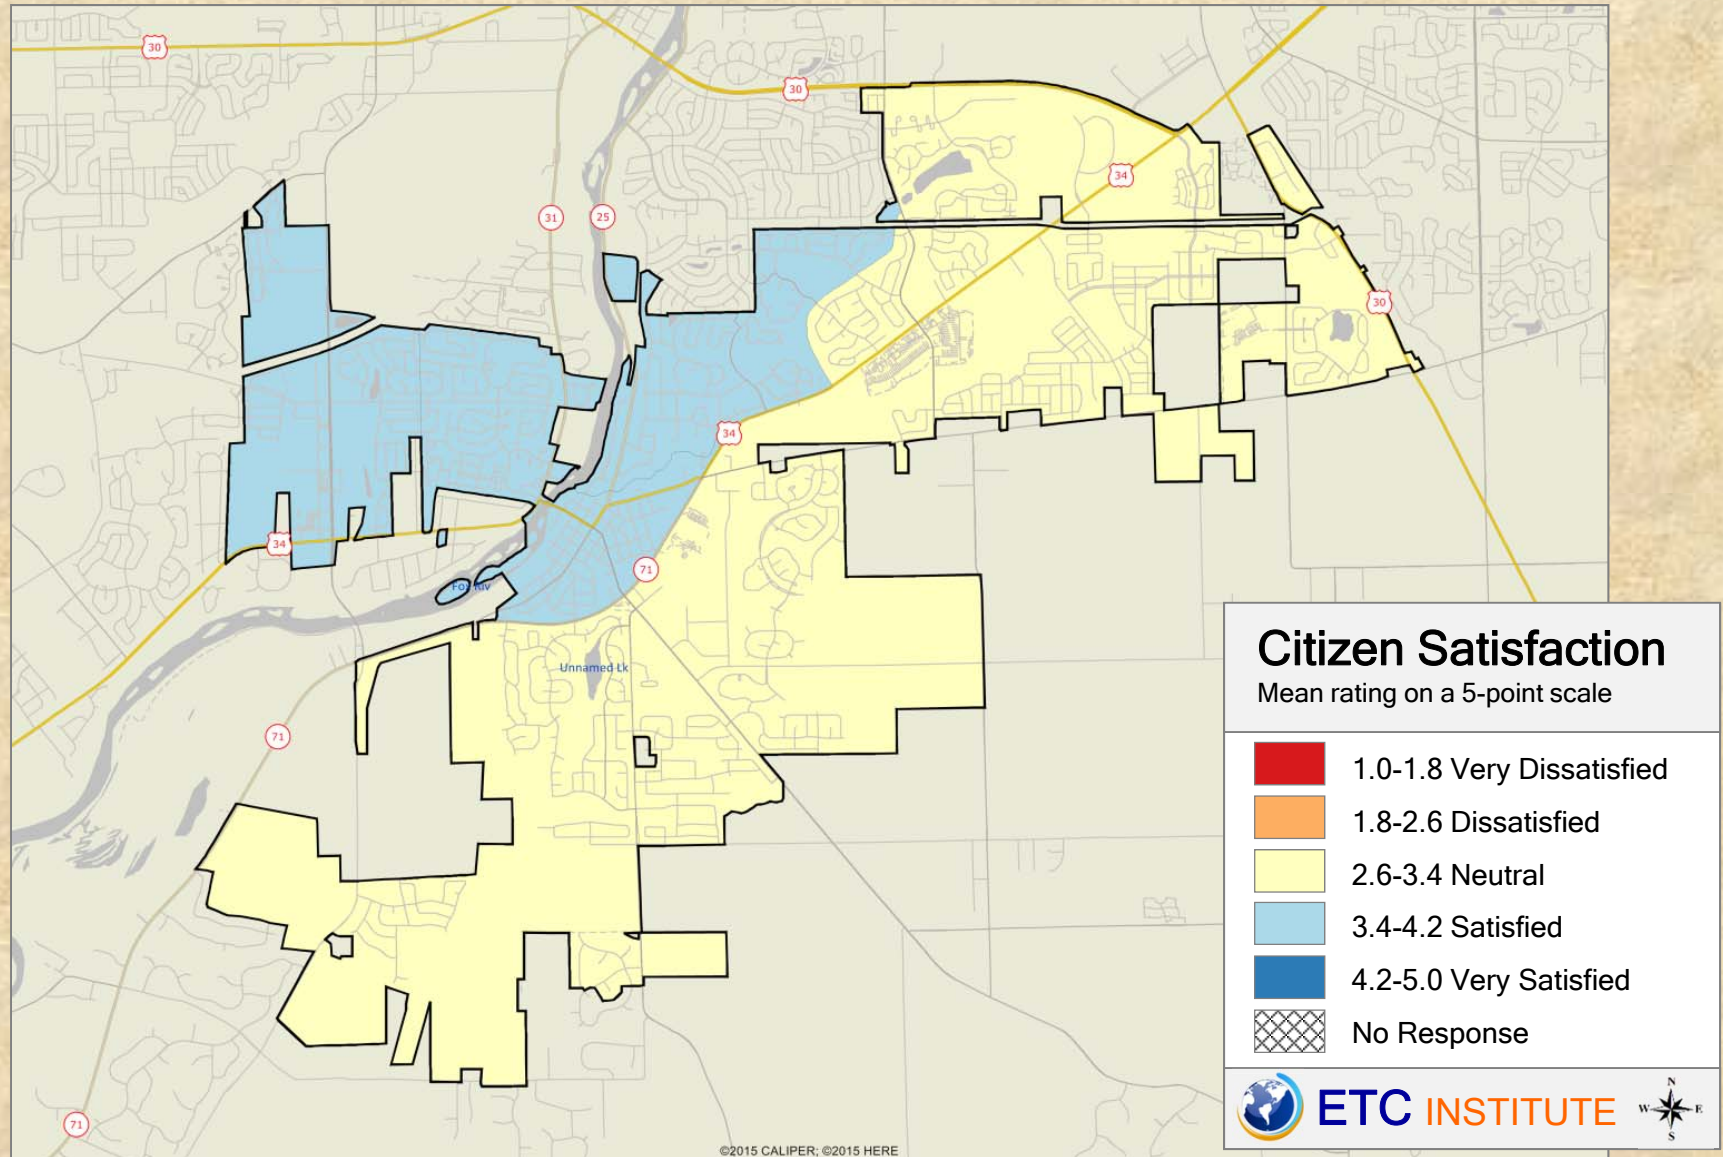 30
30
34
31
25
30
34
34
71
Fox Riv
Unnamed Lk
71
71
©2015 CALIPER; ©2015 HERE
Citizen Satisfaction
Mean rating on a 5-point scale
1.0-1.8 Very Dissatisfied
1.8-2.6 Dissatisfied
2.6-3.4 Neutral
3.4-4.2 Satisfied
4.2-5.0 Very Satisfied
No Response
ETC INSTITUTE
N
W E
S